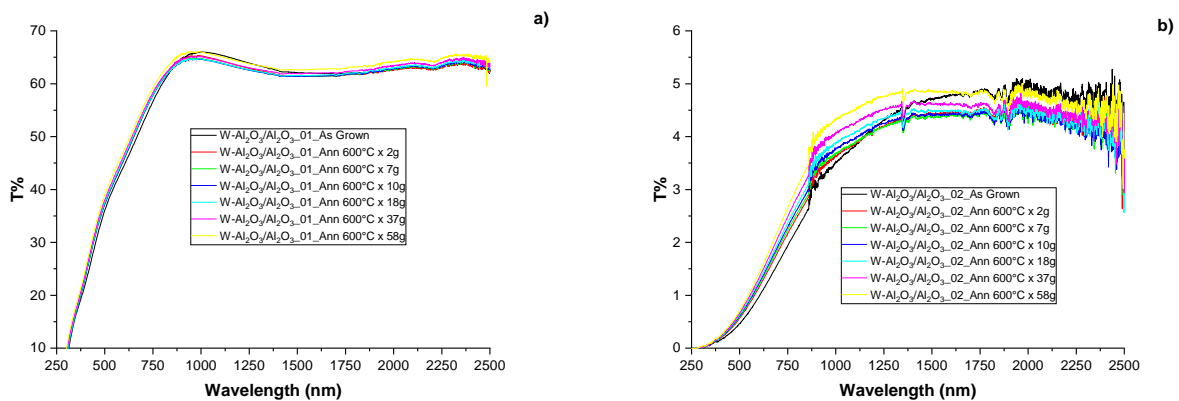 a)
70
60
50
40
30
20
10
T%
W-Al₂O₃/Al₂O₃_01_As Grown
W-Al₂O₃/Al₂O₃_01_Ann 600°C x 2g
W-Al₂O₃/Al₂O₃_01_Ann 600°C x 7g
W-Al₂O₃/Al₂O₃_01_Ann 600°C x 10g
W-Al₂O₃/Al₂O₃_01_Ann 600°C x 18g
W-Al₂O₃/Al₂O₃_01_Ann 600°C x 37g
W-Al₂O₃/Al₂O₃_01_Ann 600°C x 58g
250 500 750 1000 1250 1500 1750 2000 2250 2500
Wavelength (nm)
b)
6
5
4
3
2
1
0
T%
W-Al₂O₃/Al₂O₃_02_As Grown
W-Al₂O₃/Al₂O₃_02_Ann 600°C x 2g
W-Al₂O₃/Al₂O₃_02_Ann 600°C x 7g
W-Al₂O₃/Al₂O₃_02_Ann 600°C x 10g
W-Al₂O₃/Al₂O₃_02_Ann 600°C x 18g
W-Al₂O₃/Al₂O₃_02_Ann 600°C x 37g
W-Al₂O₃/Al₂O₃_02_Ann 600°C x 58g
250 500 750 1000 1250 1500 1750 2000 2250 2500
Wavelength (nm)